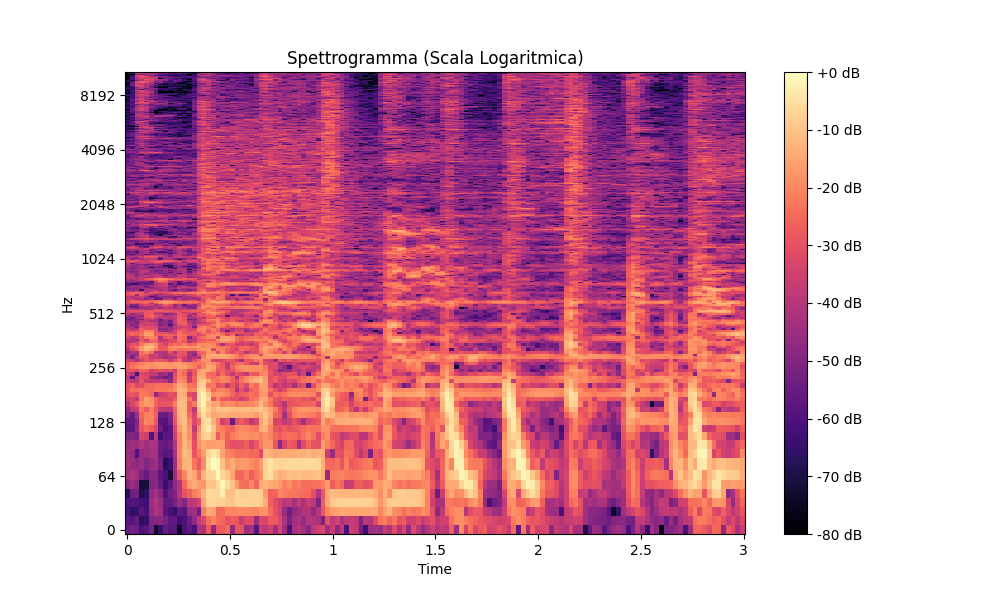 Spettrogramma (Scala Logaritmica)
Hz
8192
4096
2048
1024
512
256
128
64
0
0 0.5 1 1.5 2 2.5 3
Time
+0 dB
-10 dB
-20 dB
-30 dB
-40 dB
-50 dB
-60 dB
-70 dB
-80 dB